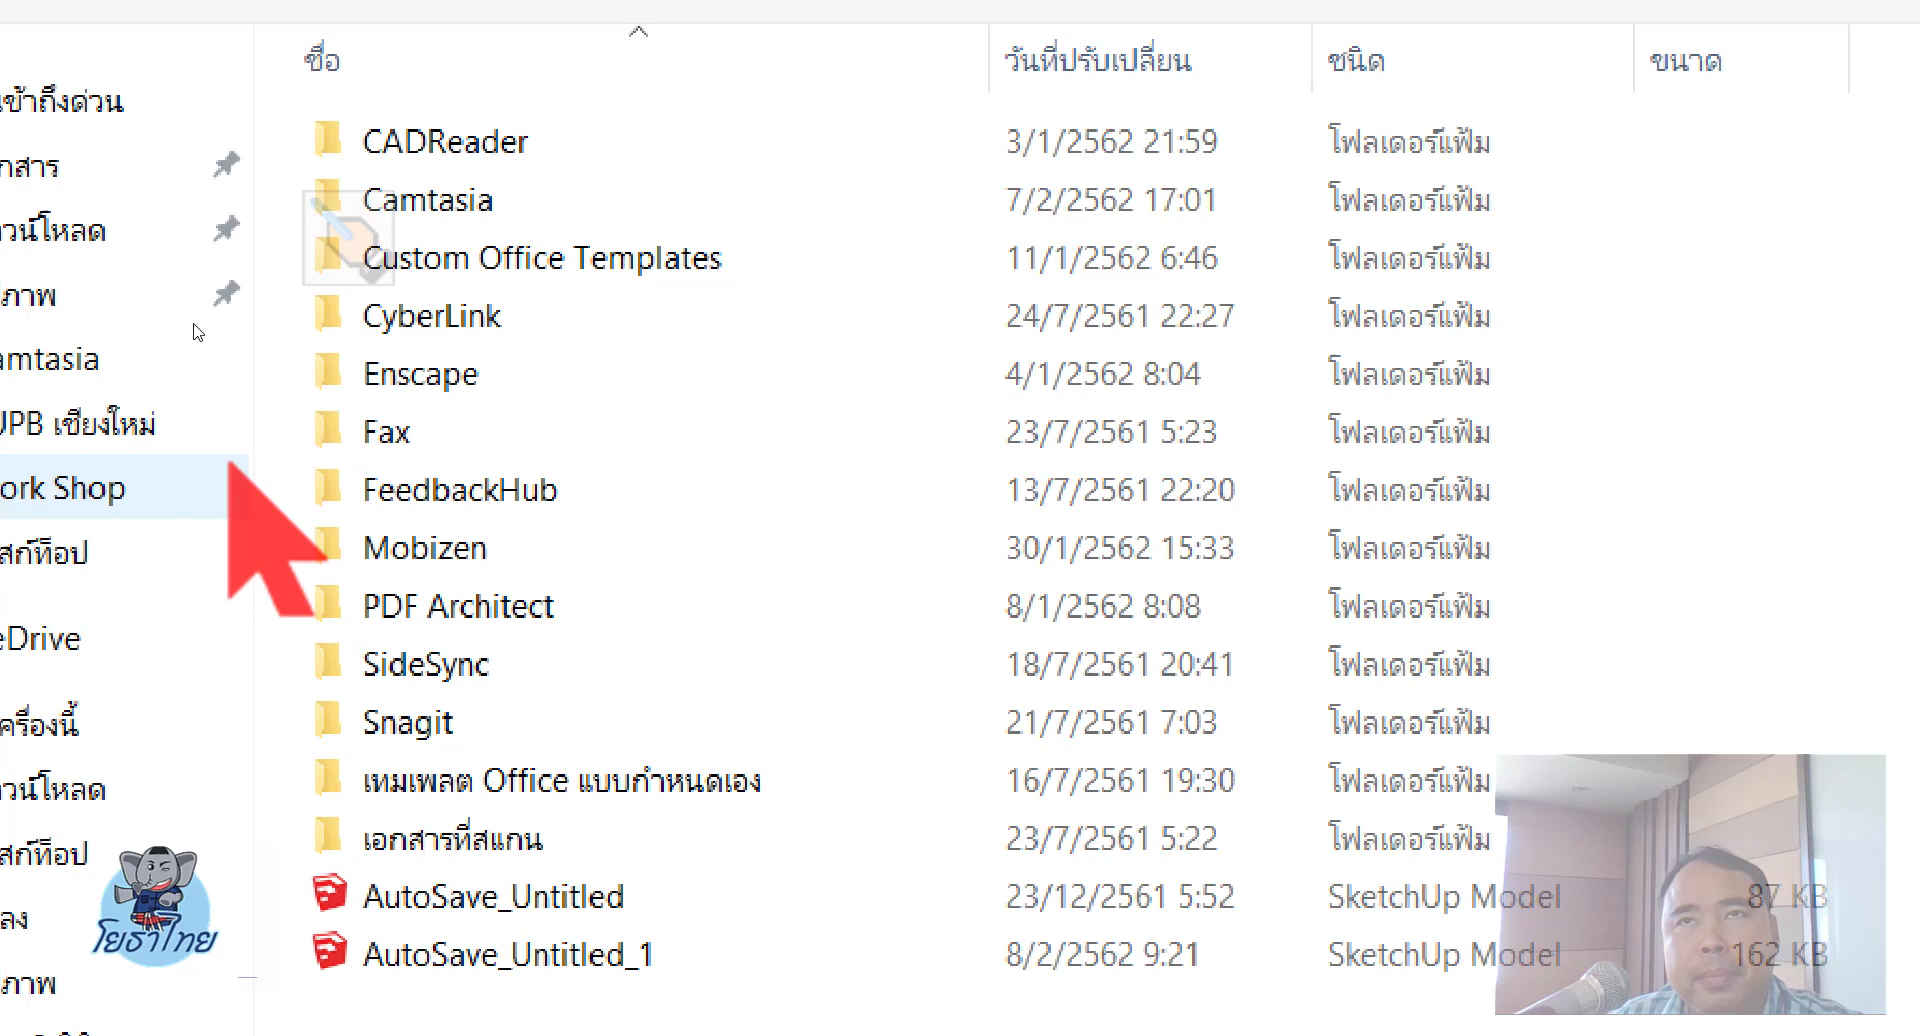 ชื่อ วันที่ปรับเปลี่ยน ชนิด ขนาด
เข้าถึงด่วน
กสาร
วน์โหลด
ภาพ
amtasia
UPB เชียงใหม่
ork Shop
สก์ท็อป
eDrive
ครื่องนี้
วน์โหลด
สก์ท็อป
ลง
ภาพ
CADReader 3/1/2562 21:59 โฟลเดอร์แฟ้ม
Camtasia 7/2/2562 17:01 โฟลเดอร์แฟ้ม
Custom Office Templates 11/1/2562 6:46 โฟลเดอร์แฟ้ม
CyberLink 24/7/2561 22:27 โฟลเดอร์แฟ้ม
Enscape 4/1/2562 8:04 โฟลเดอร์แฟ้ม
Fax 23/7/2561 5:23 โฟลเดอร์แฟ้ม
FeedbackHub 13/7/2561 22:20 โฟลเดอร์แฟ้ม
Mobizen 30/1/2562 15:33 โฟลเดอร์แฟ้ม
PDF Architect 8/1/2562 8:08 โฟลเดอร์แฟ้ม
SideSync 18/7/2561 20:41 โฟลเดอร์แฟ้ม
Snagit 21/7/2561 7:03 โฟลเดอร์แฟ้ม
เทมเพลต Office แบบกำหนดเอง 16/7/2561 19:30 โฟลเดอร์แฟ้ม
เอกสารที่สแกน 23/7/2561 5:22 โฟลเดอร์แฟ้ม
AutoSave_Untitled 23/12/2561 5:52 SketchUp Model 87 KB
AutoSave_Untitled_1 8/2/2562 9:21 SketchUp Model 162 KB
โยธาไทย